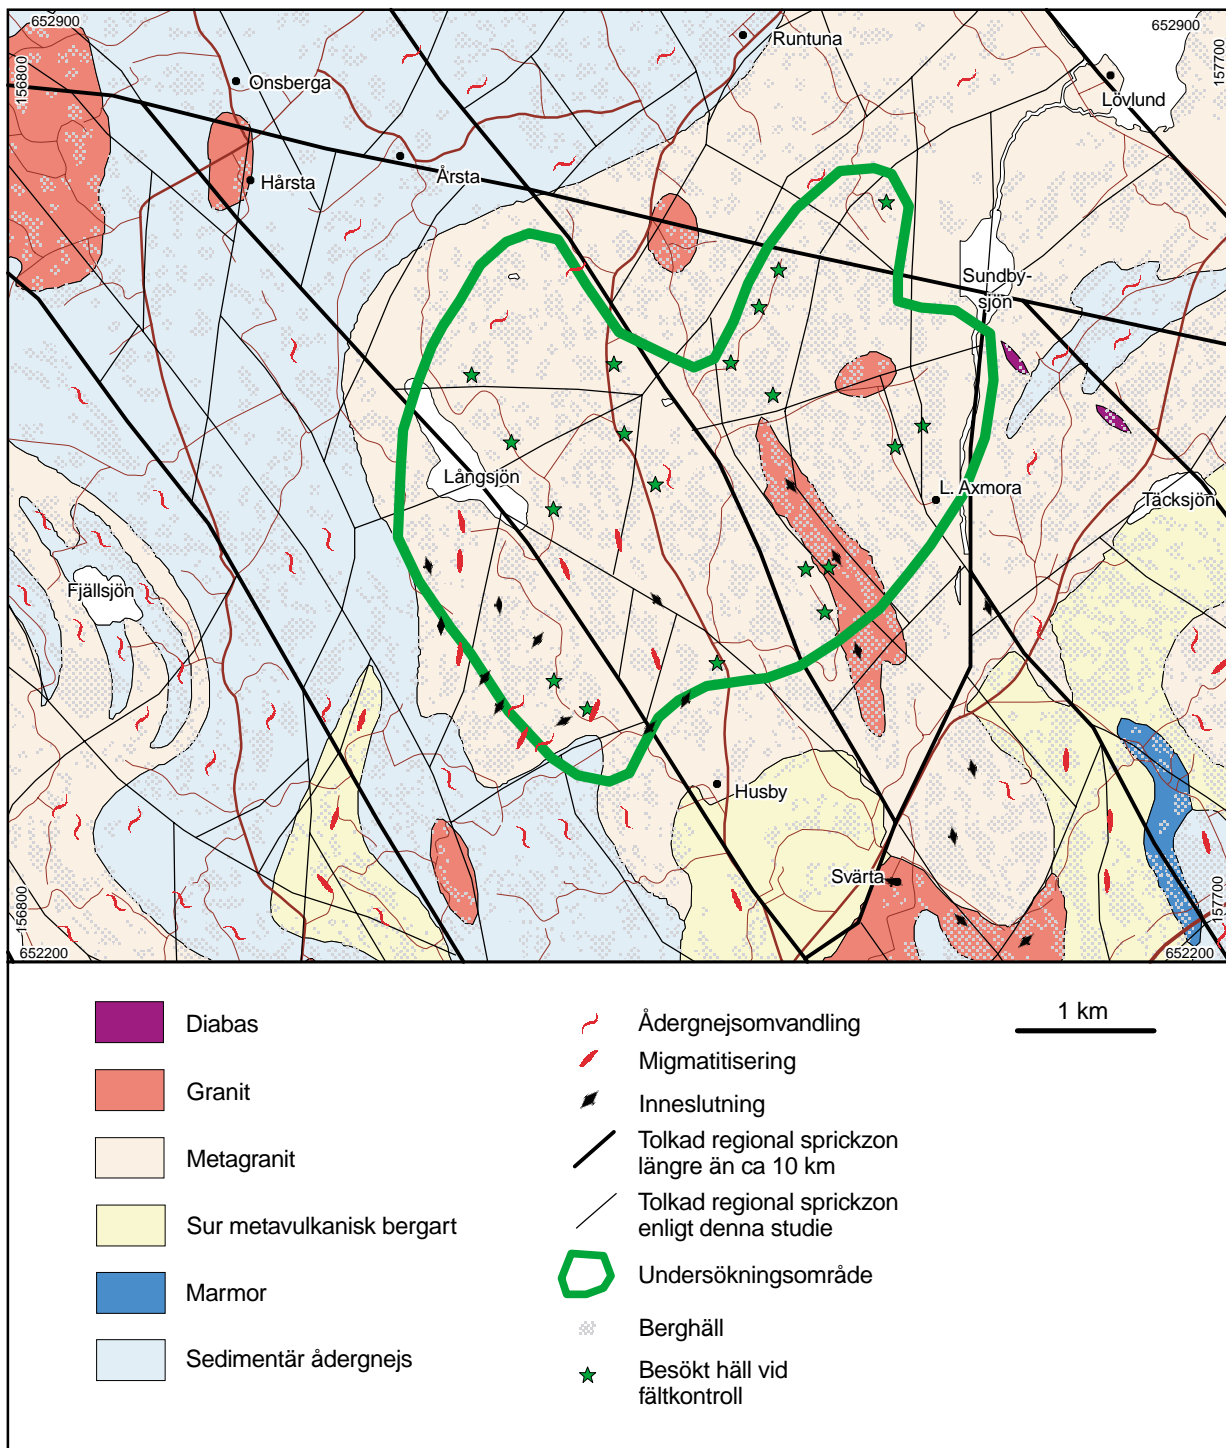 652900
652900
156800
157700
Runtuna
Onsberga
Lövlund
Årsta
Hårsta
Sundby-
sjön
Långsjön
L. Axmora
Täcksjön
Fjällsjön
Husby
Svärta
156800
157700
652200
652200
Diabas
Granit
Metagranit
Sur metavulkanisk bergart
Marmor
Sedimentär ådergnejs
Ådergnejsomvandling
Migmatitisering
Inneslutning
Tolkad regional sprickzon
längre än ca 10 km
Tolkad regional sprickzon
enligt denna studie
Undersökningsområde
Berghäll
Besökt häll vid
fältkontroll
1 km